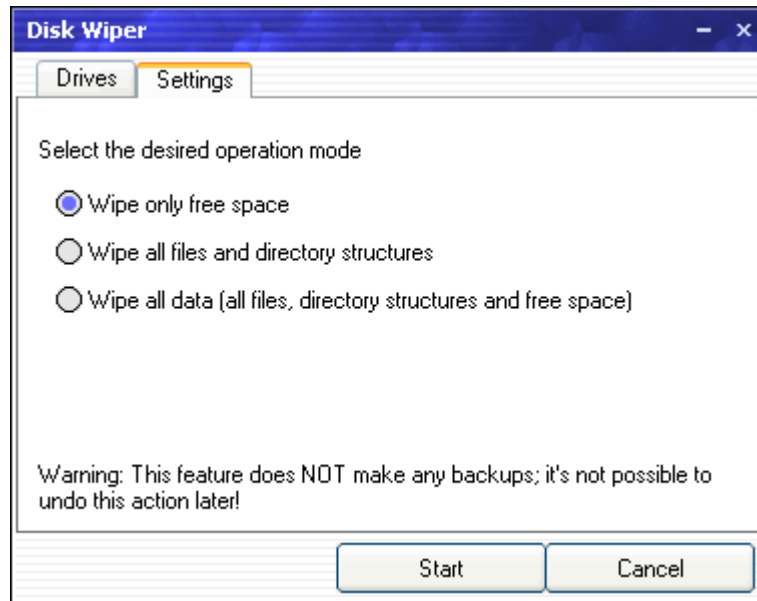 Disk Wiper
Drives Settings
Select the desired operation mode
Wipe only free space
Wipe all files and directory structures
Wipe all data (all files, directory structures and free space)
Warning: This feature does NOT make any backups; it's not possible to
undo this action later!
Start Cancel